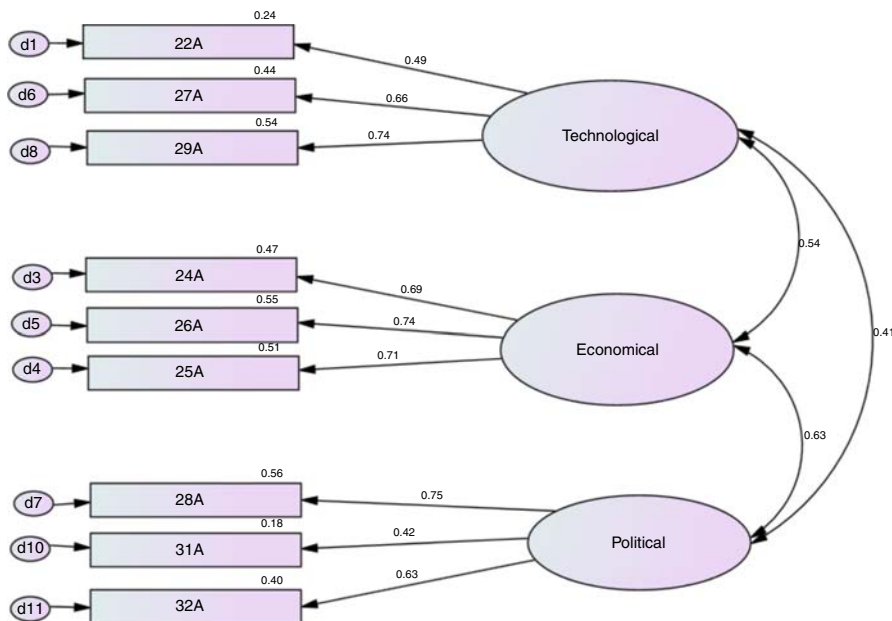 0.24
d1
22A
0.49
0.44
d6
27A
0.66
0.54
d8
29A
0.74
Technological
0.54
0.47
d3
24A
0.69
0.55
d5
26A
0.74
0.51
d4
25A
0.71
Economical
0.41
0.63
0.56
d7
28A
0.75
0.18
d10
31A
0.42
0.40
d11
32A
0.63
Political